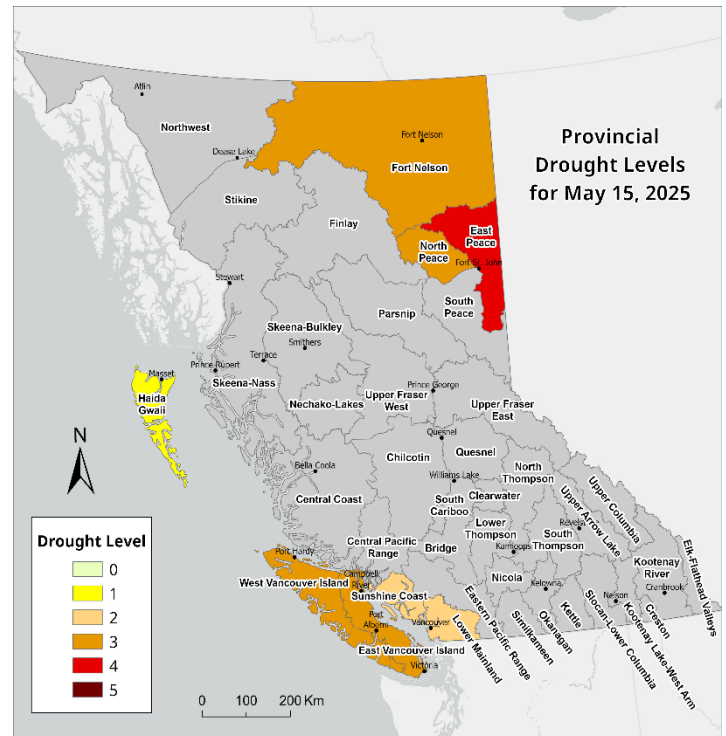 Provincial
Drought Levels
for May 15, 2025
Atlin
Northwest
Fort Nelson
Dease Lake
Fort Nelson
Stikine
Finlay
East
Peace
North
Peace
Fort St. John
Stewart
South
Peace
Parsnip
Skeena-Bulkley
Smithers
Terrace
Prince Rupert
Masset
Skeena-Nass
Haida
Gwaii
Prince George
Nechako-Lakes
Upper Fraser
West
Upper Fraser
East
Quesnel
Chilcotin
Quesnel
North
Thompson
Bella Coola
Williams Lake
Clearwater
Central Coast
South
Cariboo
Upper Columbia
Upper Arrow Lake
Lower
Thompson
Revels
South
Thompson
Central Pacific
Range
Bridge
Kamloops
Kootenay
River
Elk-Flathead Valleys
Port Hardy
West Vancouver Island
Campbell
River
Sunshine Coast
Nicola
Kelowna
Nelson
Cranbrook
Port
Alberni
Vancouver
Lower Mainland
Eastern Pacific Range
Similkameen
Okanagan
Kettle
Slocan-Lower Columbia
Kootenay Lake-West Arm
Creston
East Vancouver Island
Victoria
N
Drought Level
0
1
2
3
4
5
0 100 200 Km